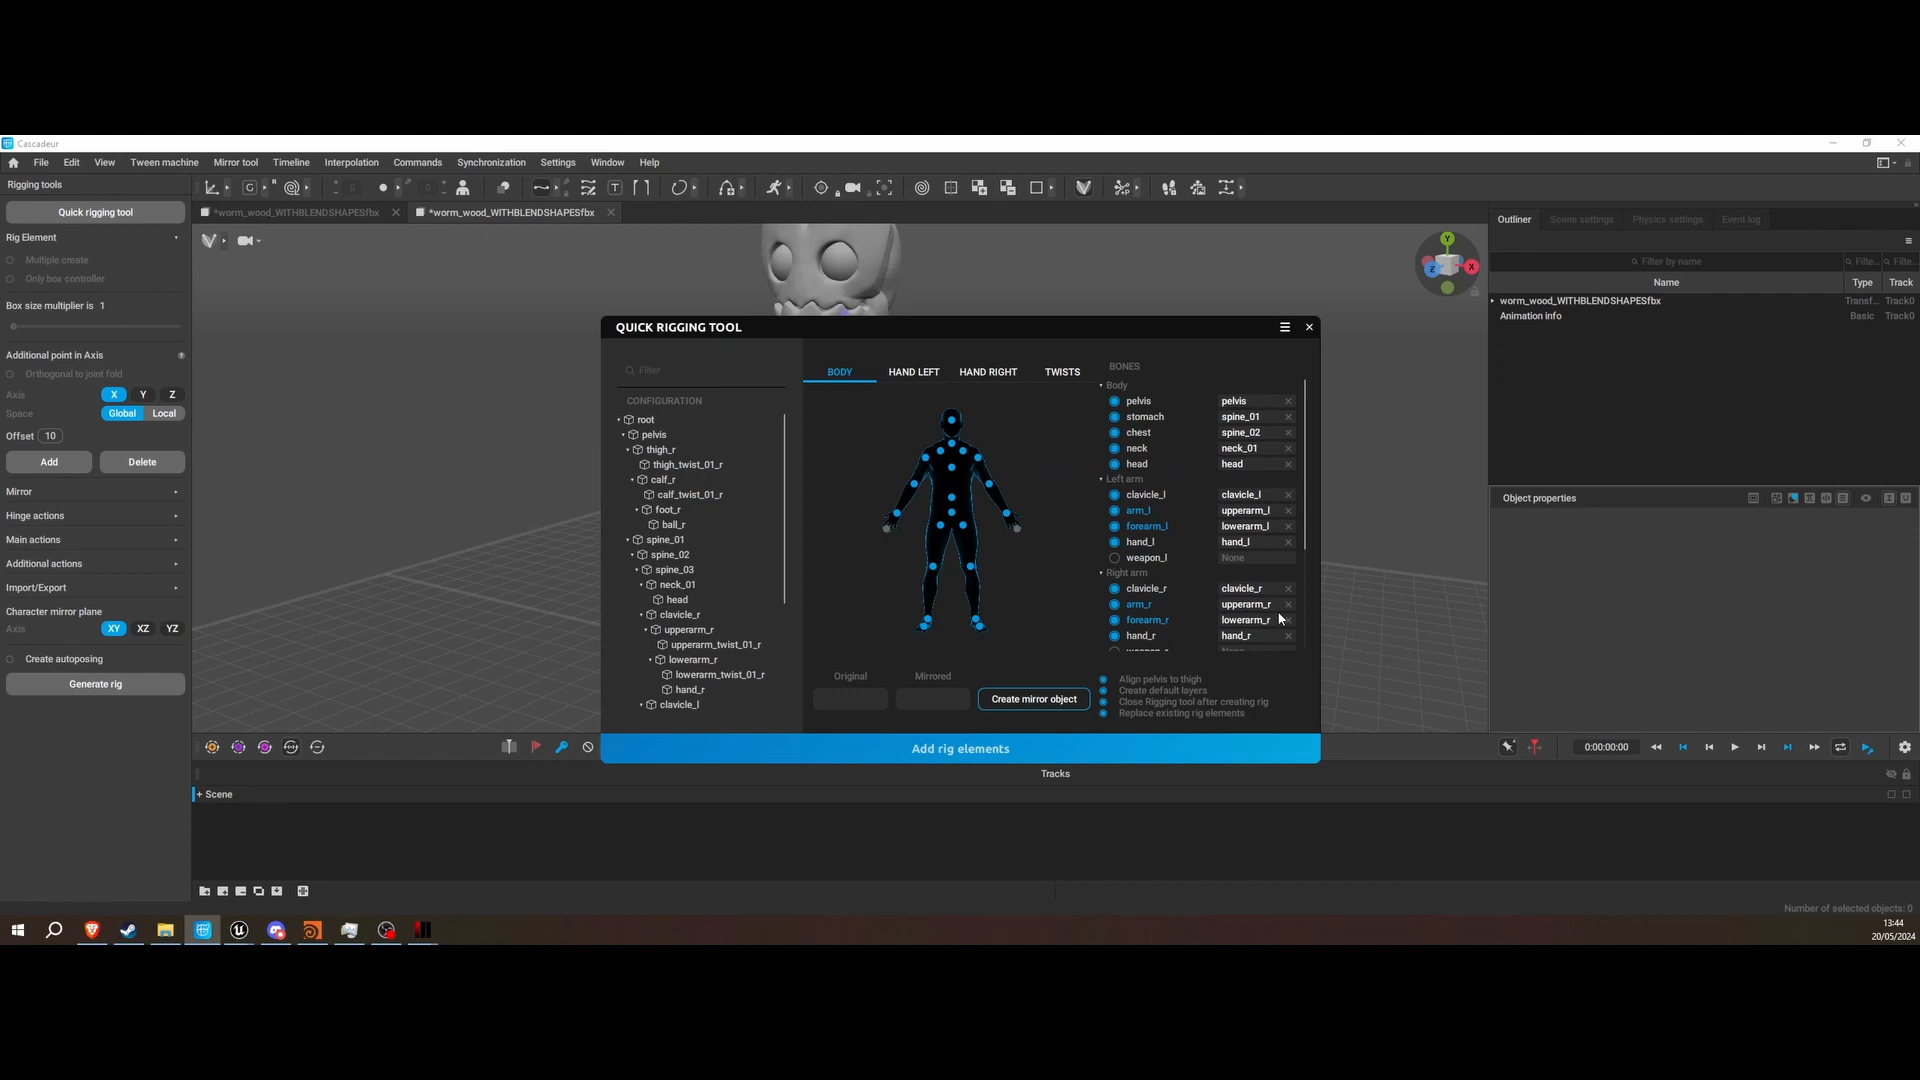 Cascadeur
File Edit View Tween machine Mirror tool Timeline Interpolation Commands Synchronization Settings Window Help
Rigging tools
Quick rigging tool
Rig Element
Multiple create
Only box controller
Box size multiplier is 1
Additional point in Axis
Orthogonal to joint fold
Axis X Y Z
Space Global Local
Offset 10
Add Delete
Mirror
Hinge actions
Main actions
Additional actions
Import/Export
Character mirror plane
Axis XY XZ YZ
Create autoposing
Generate rig
*worm_wood_WITHBLENDSHAPESfbx
*worm_wood_WITHBLENDSHAPESfbx
Y
Z
X
QUICK RIGGING TOOL
Filter
CONFIGURATION
root
pelvis
thigh_r
thigh_twist_01_r
calf_r
calf_twist_01_r
foot_r
ball_r
spine_01
spine_02
spine_03
neck_01
head
clavicle_r
upperarm_r
upperarm_twist_01_r
lowerarm_r
lowerarm_twist_01_r
hand_r
clavicle_l
BODY HAND LEFT HAND RIGHT TWISTS
BONES
Body
pelvis pelvis
stomach spine_01
chest spine_02
neck neck_01
head head
Left arm
clavicle_l clavicle_l
arm_l upperarm_l
forearm_l lowerarm_l
hand_l hand_l
weapon_l None
Right arm
clavicle_r clavicle_r
arm_r upperarm_r
forearm_r lowerarm_r
hand_r hand_r
Original Mirrored
Create mirror object
Align pelvis to thigh
Create default layers
Close Rigging tool after creating rig
Replace existing rig elements
Add rig elements
Outliner Scene settings Physics settings Event log
Filter by name Filte... Filte...
Name Type Track
worm_wood_WITHBLENDSHAPESfbx Transf... Track0
Animation info Basic Track0
Object properties
0:00:00:00
Tracks
+ Scene
Number of selected objects: 0
13:44
20/05/2024